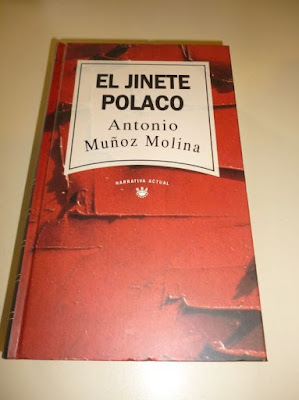 EL JINETE
POLACO
Antonio
Muñoz Molina
NARRATIVA ACTUAL